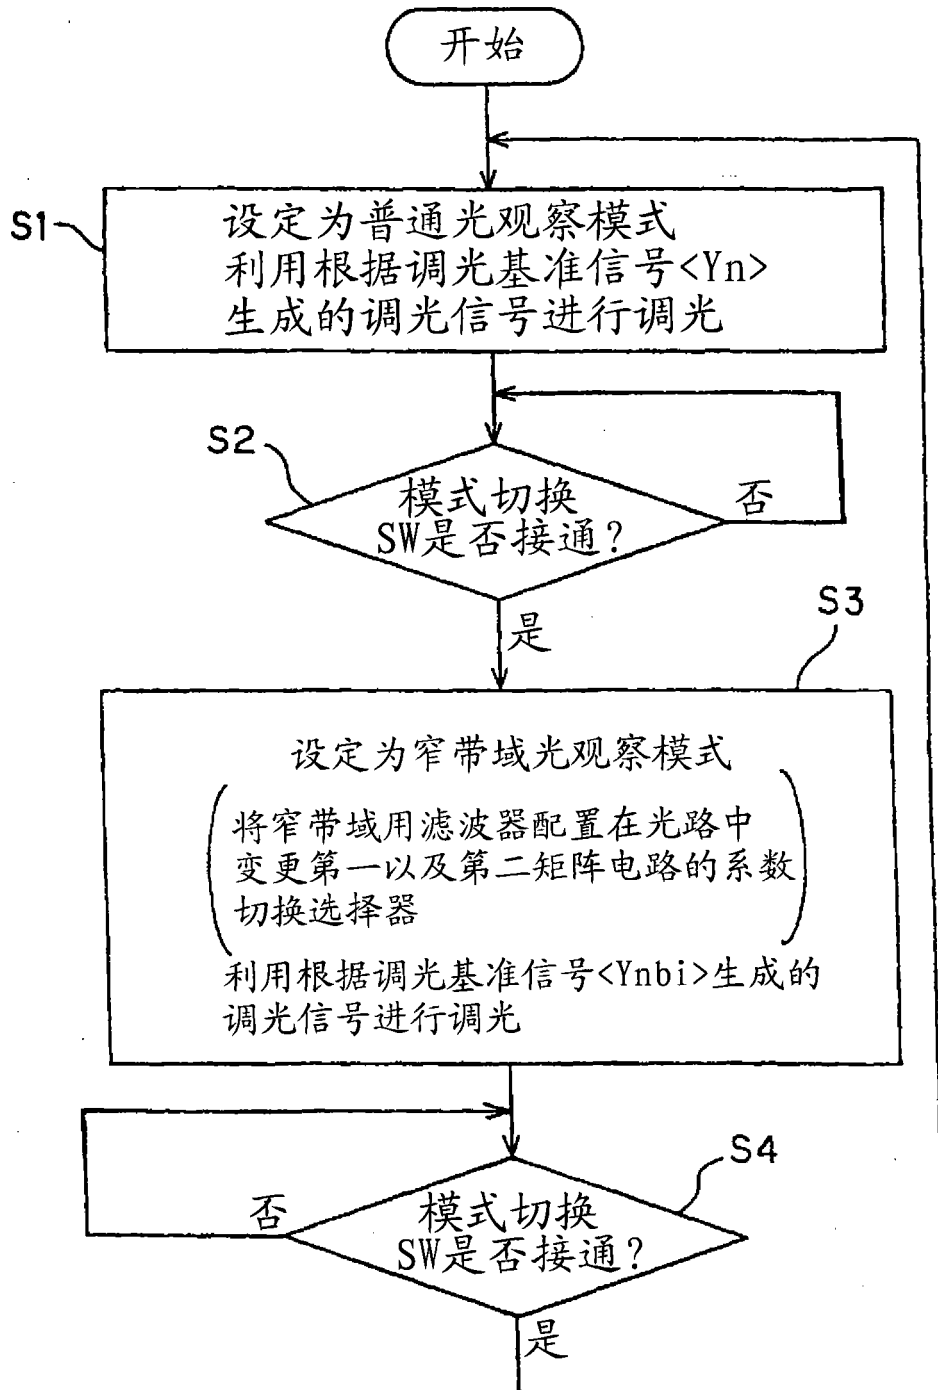 开始
S1
设定为普通光观察模式
利用根据调光基准信号<Yn>
生成的调光信号进行调光
S2
模式切换
SW是否接通?
否
是
S3
设定为窄带域光观察模式
将窄带域用滤波器配置在光路中
变更第一以及第二矩阵电路的系数
切换选择器
利用根据调光基准信号<Ynbi>生成的
调光信号进行调光
S4
模式切换
SW是否接通?
否
是